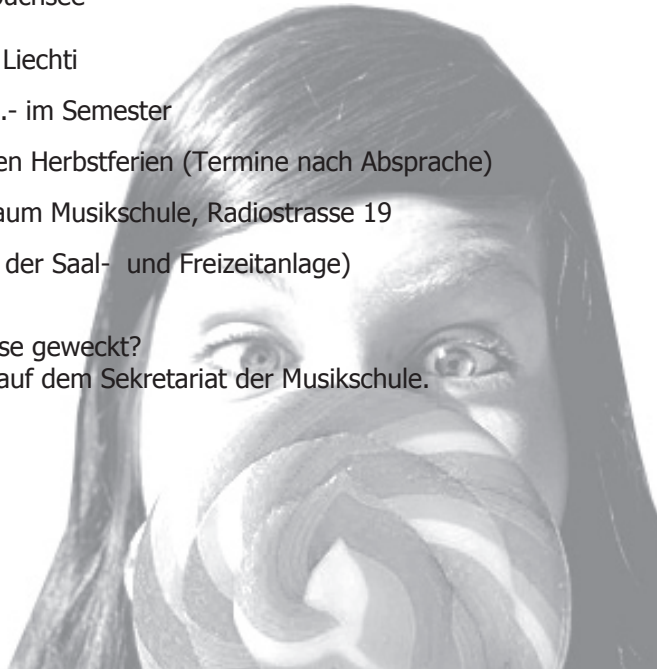 Liechti
.- im Semester
en Herbstferien (Termine nach Absprache)
aum Musikschule, Radiostrasse 19
der Saal- und Freizeitanlage)
se geweckt?
auf dem Sekretariat der Musikschule.